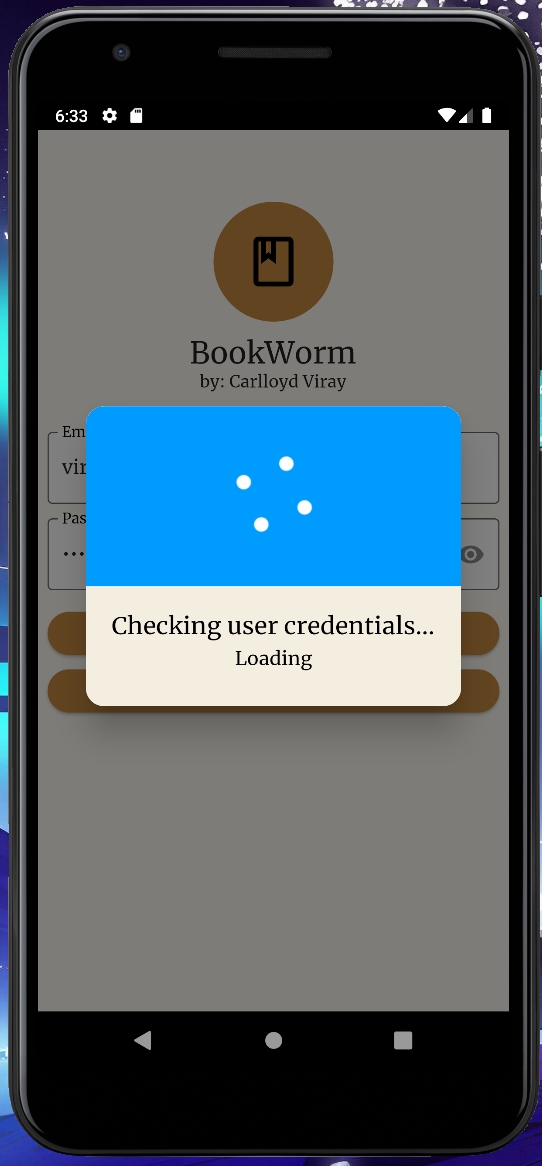 6:33
BookWorm
by: Carlloyd Viray
Checking user credentials...
Loading